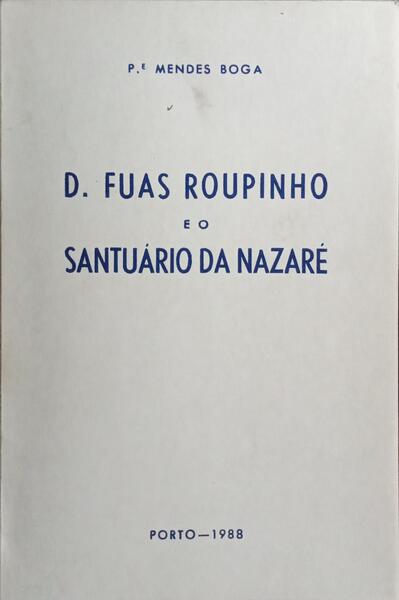 P.ᴱ MENDES BOGA
D. FUAS ROUPINHO
E O
SANTUÁRIO DA NAZARÉ
PORTO—1988